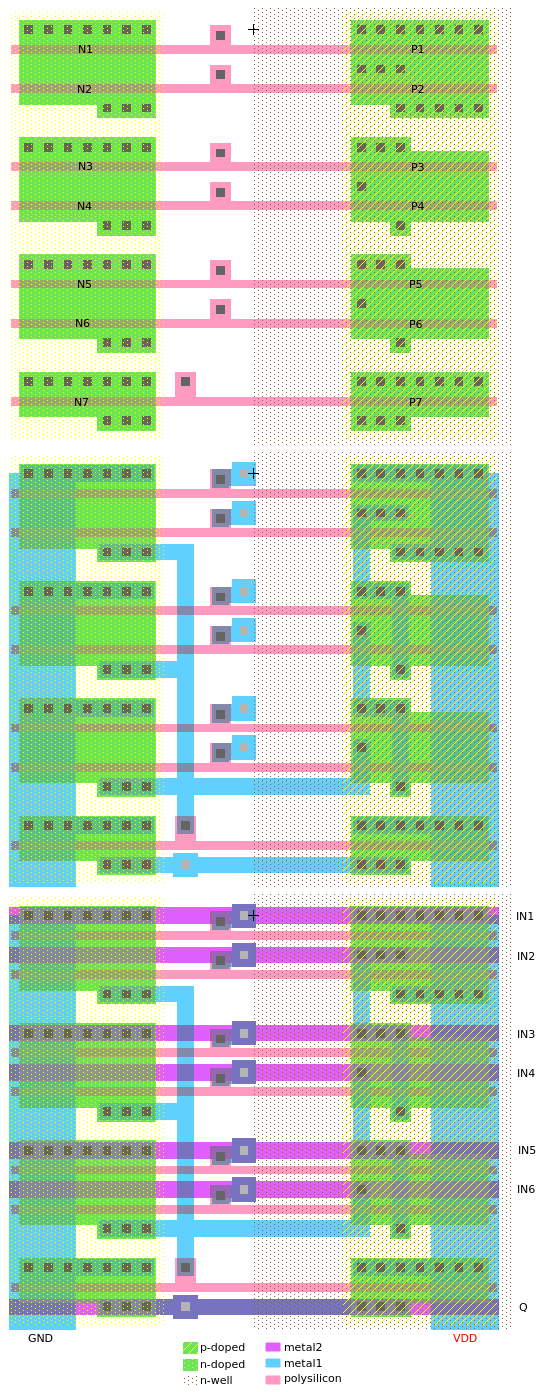 N1 P1
N2 P2
N3 P3
N4 P4
N5 P5
N6 P6
N7 P7
IN1
IN2
IN3
IN4
IN5
IN6
Q
GND VDD
p-doped metal2
n-doped metal1
n-well polysilicon